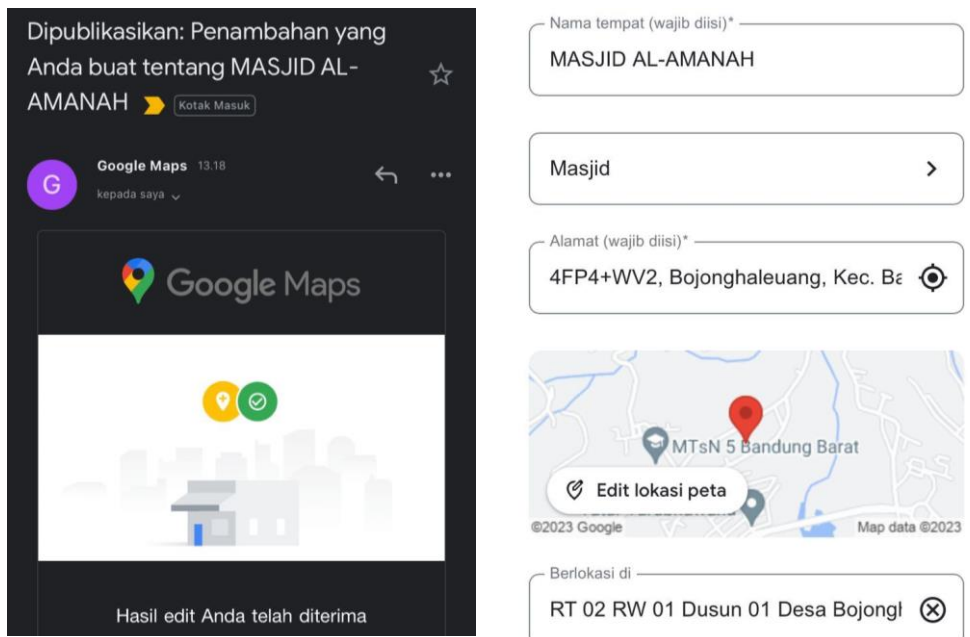 Dipublikasikan: Penambahan yang
Anda buat tentang MASJID AL-
AMANAH Kotak Masuk
G
Google Maps 13.18
kepada saya
Google Maps
Hasil edit Anda telah diterima
Nama tempat (wajib diisi)*
MASJID AL-AMANAH
Masjid
Alamat (wajib diisi)*
4FP4+WV2, Bojonghaleuang, Kec. Ba
MTsN 5 Bandung Barat
Edit lokasi peta
©2023 Google
Map data ©2023
Berlokasi di
RT 02 RW 01 Dusun 01 Desa Bojongh